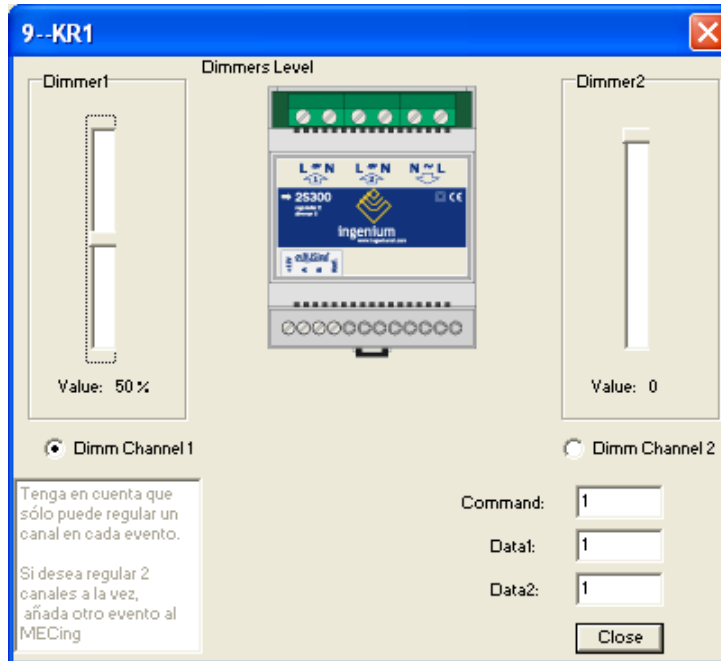 9--KR1
Dimmers Level
Dimmer1
Dimmer2
L N L N N ~ L
2S300
ingenium
Value: 50 %
Value: 0
Dimm Channel 1
Dimm Channel 2
Tenga en cuenta que
sólo puede regular un
canal en cada evento.
Si desea regular 2
canales a la vez,
añada otro evento al
MECing
Command: 1
Data1: 1
Data2: 1
Close